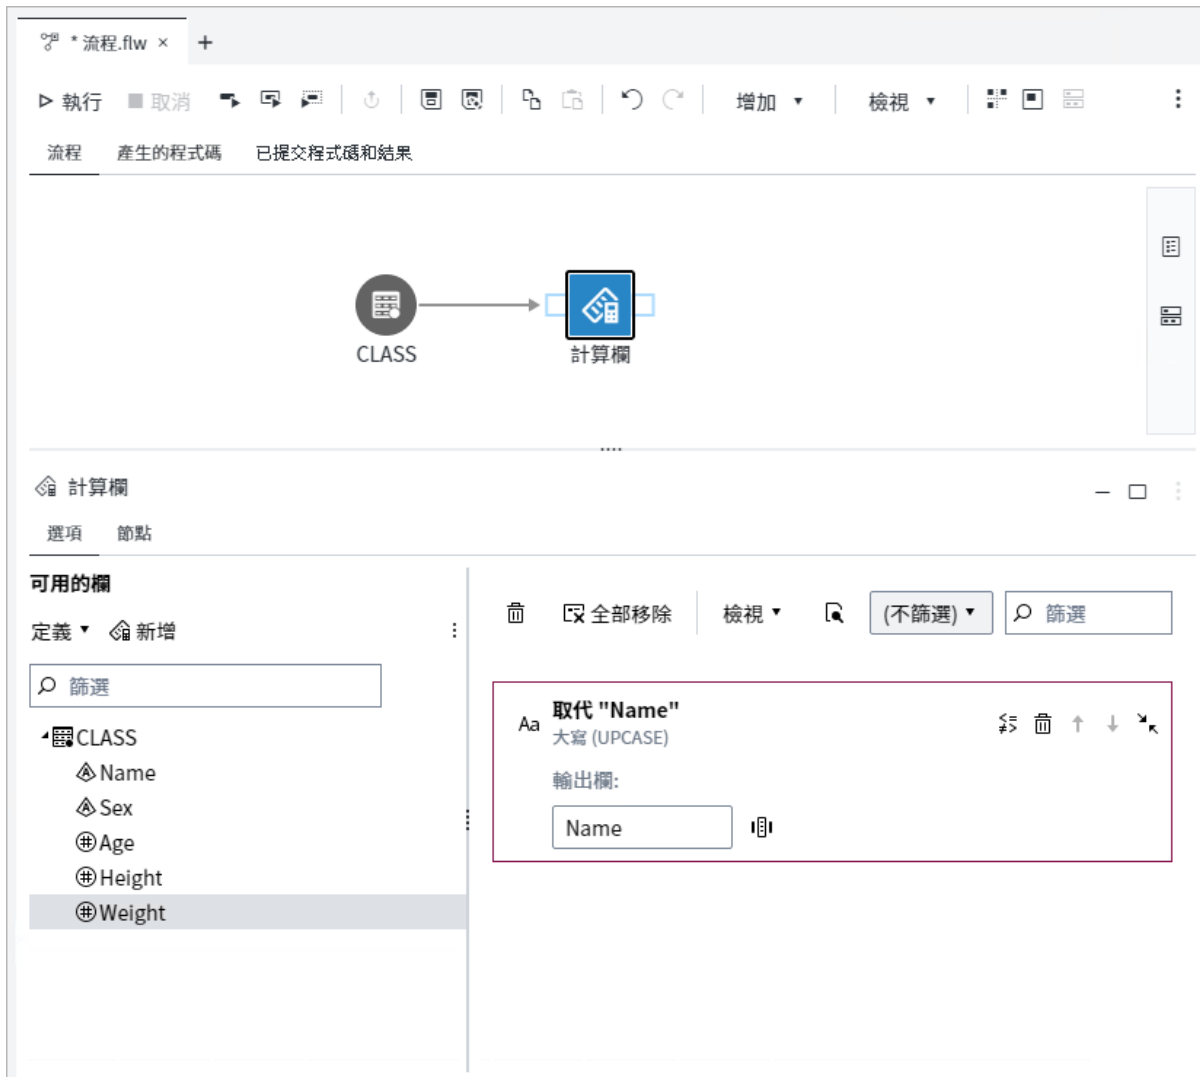 * 流程.flw × +
執行 取消 增加 檢視
流程 產生的程式碼 已提交程式碼和結果
CLASS 計算欄
計算欄
選項 節點
可用的欄
定義 新增
篩選
CLASS
Name
Sex
Age
Height
Weight
全部移除 檢視 (不篩選) 篩選
Aa 取代 "Name"
大寫 (UPCASE)
輸出欄:
Name